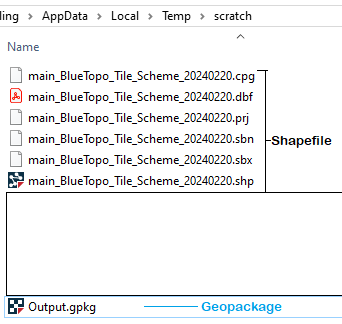 ding > AppData > Local > Temp > scratch
Name
main_BlueTopo_Tile_Scheme_20240220.cpg
main_BlueTopo_Tile_Scheme_20240220.dbf
main_BlueTopo_Tile_Scheme_20240220.prj
main_BlueTopo_Tile_Scheme_20240220.sbn
Shapefile
main_BlueTopo_Tile_Scheme_20240220.sbx
main_BlueTopo_Tile_Scheme_20240220.shp
Output.gpkg Geopackage